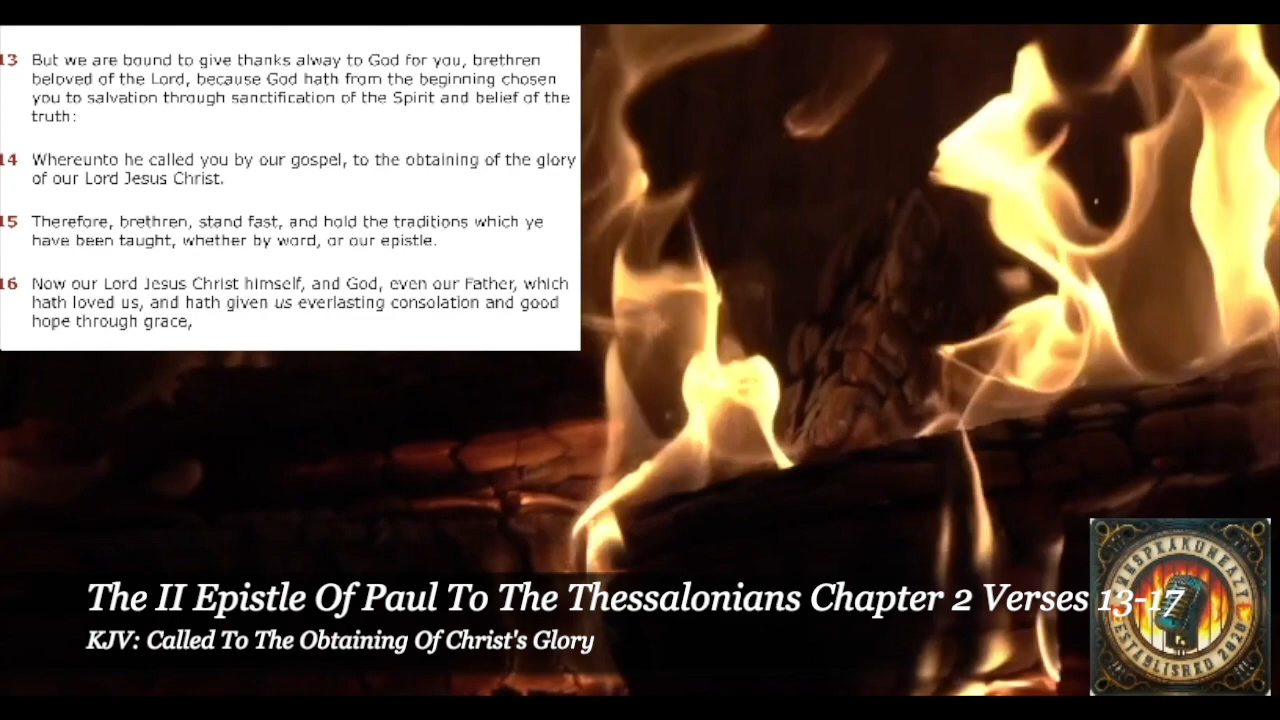 13 But we are bound to give thanks alway to God for you, brethren
beloved of the Lord, because God hath from the beginning chosen
you to salvation through sanctification of the Spirit and belief of the
truth:
14 Whereunto he called you by our gospel, to the obtaining of the glory
of our Lord Jesus Christ.
15 Therefore, brethren, stand fast, and hold the traditions which ye
have been taught, whether by word, or our epistle.
16 Now our Lord Jesus Christ himself, and God, even our Father, which
hath loved us, and hath given us everlasting consolation and good
hope through grace,
The II Epistle Of Paul To The Thessalonians Chapter 2 Verses 13-17
KJV: Called To The Obtaining Of Christ's Glory
ESTABLISHED 2020